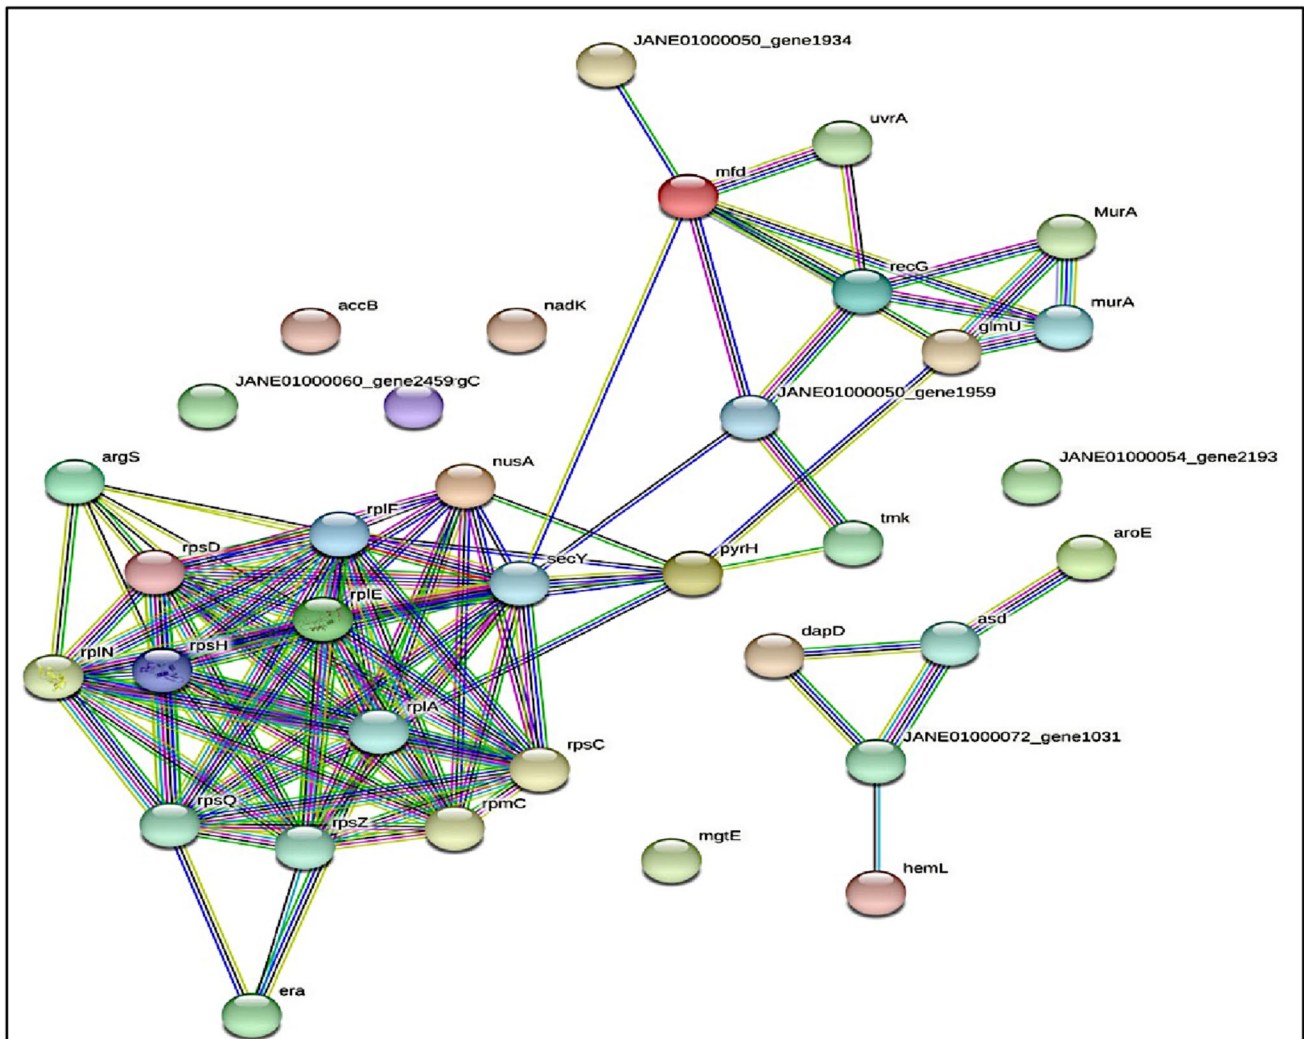 JANE01000050_gene1934
uvrA
mfd
MurA
recG
accB
nadK
murA
glmU
JANE01000060_gene2459
gC
JANE01000050_gene1959
argS
nusA
JANE01000054_gene2193
rplF
tmk
aroE
rpsD
secY
pyrH
rplE
dapD
asd
rplN
rpsH
rplA
rpsC
JANE01000072_gene1031
rpsQ
rpsZ
rpmC
mgtE
hemL
era